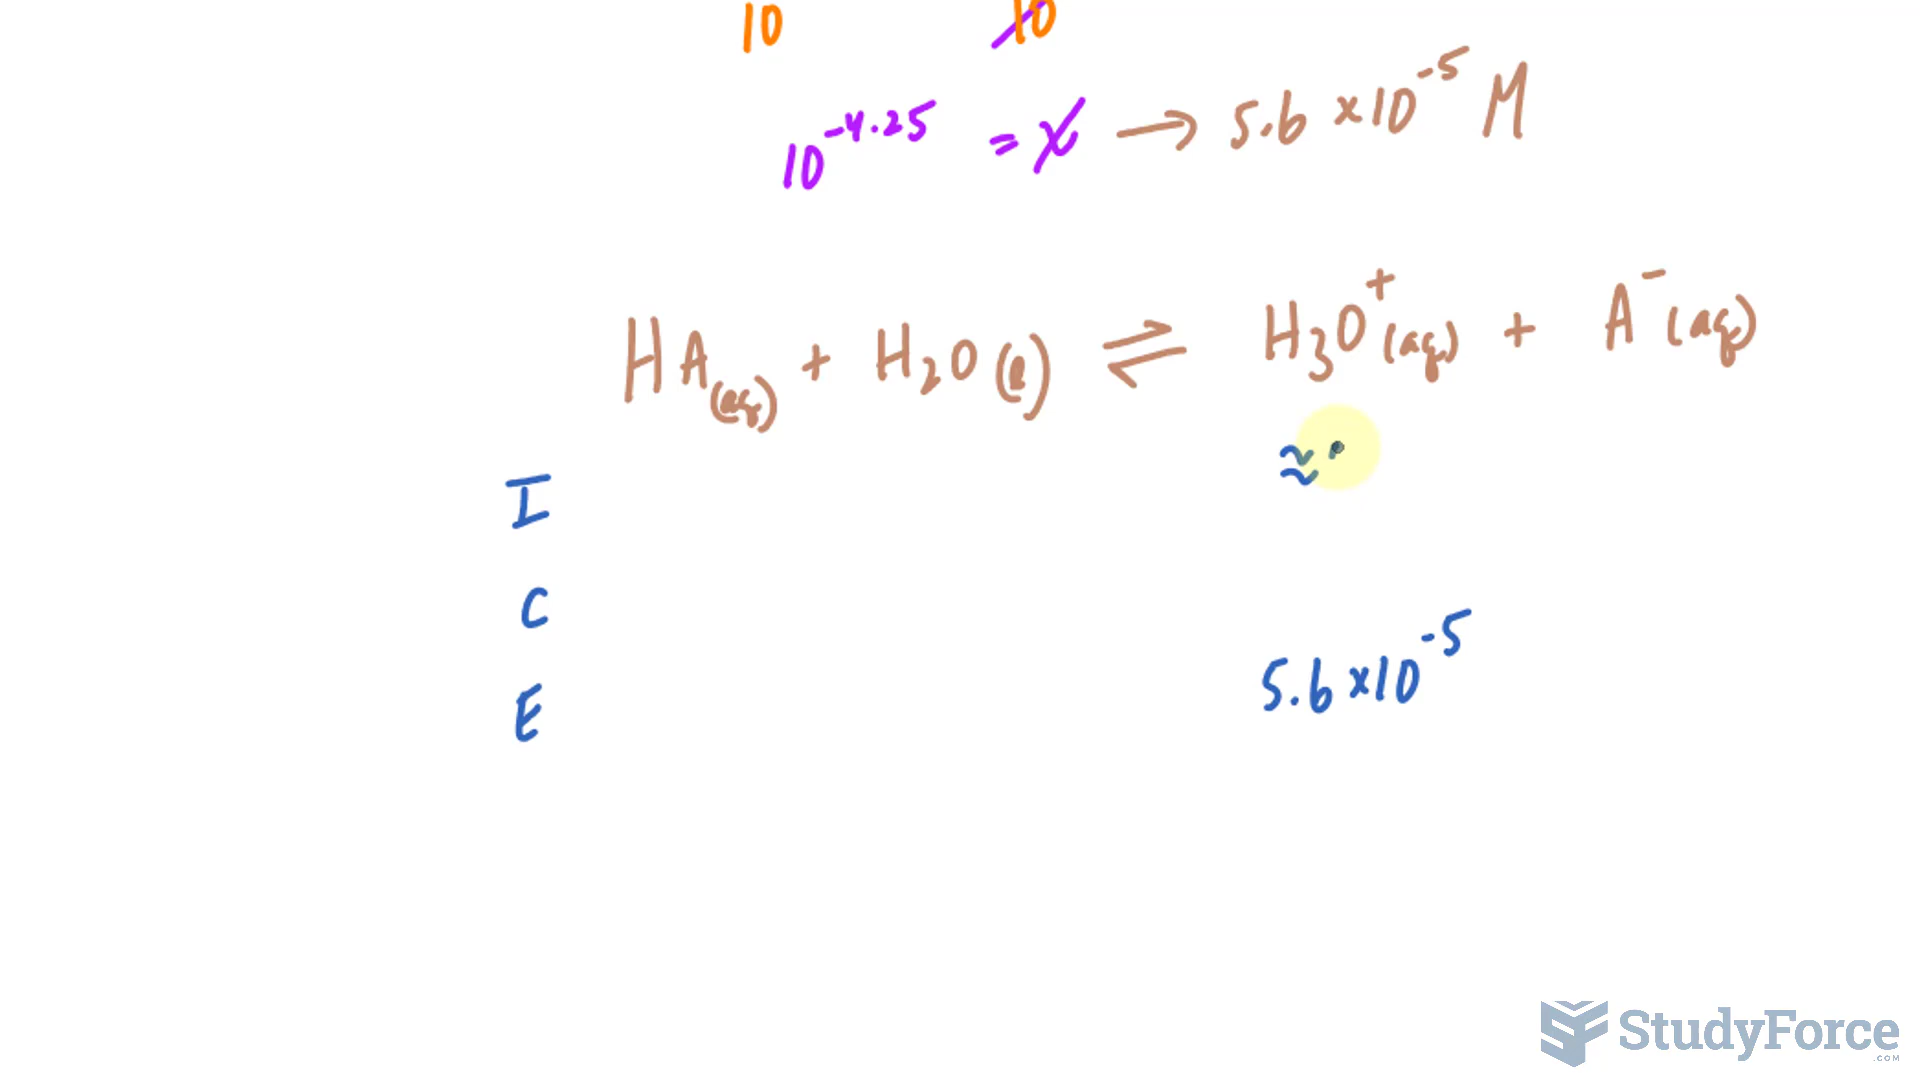 10 10
10^-4.25 = x → 5.6 x 10^-5 M
HA(aq) + H2O(l) ⇌ H3O+(aq) + A-(aq)
≈
I
C
E 5.6 x 10^-5
StudyForce
.COM